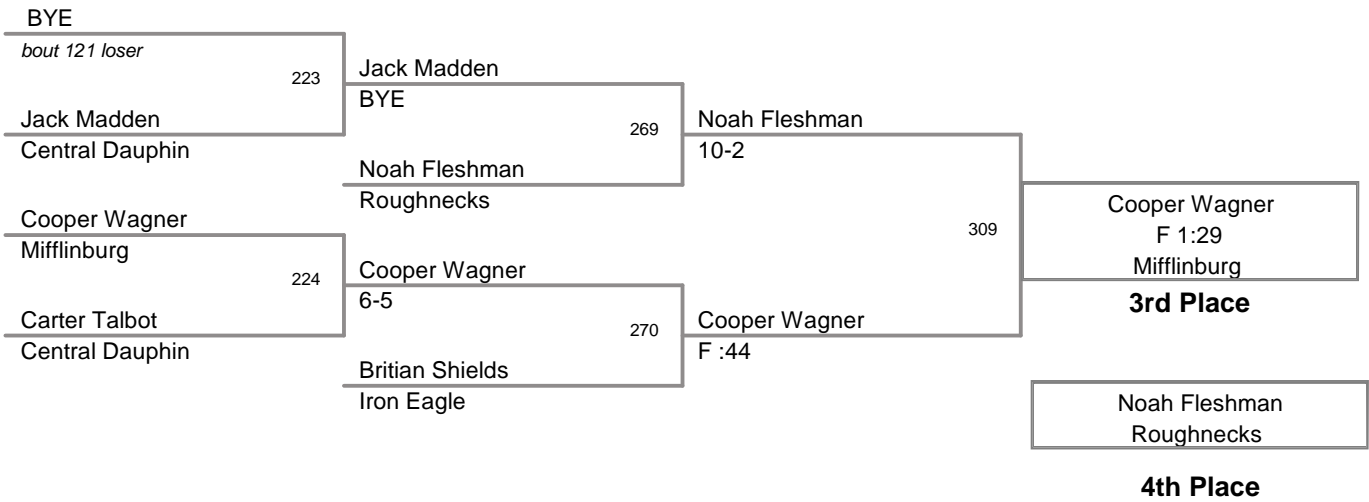 BYE
bout 121 loser
223
Jack Madden
Central Dauphin
Jack Madden
BYE
269
Noah Fleshman
Roughnecks
Cooper Wagner
Mifflinburg
224
Carter Talbot
Central Dauphin
Cooper Wagner
6-5
270
Britian Shields
Iron Eagle
Noah Fleshman
10-2
309
Cooper Wagner
F :44
Cooper Wagner
F 1:29
Mifflinburg
3rd Place
Noah Fleshman
Roughnecks
4th Place